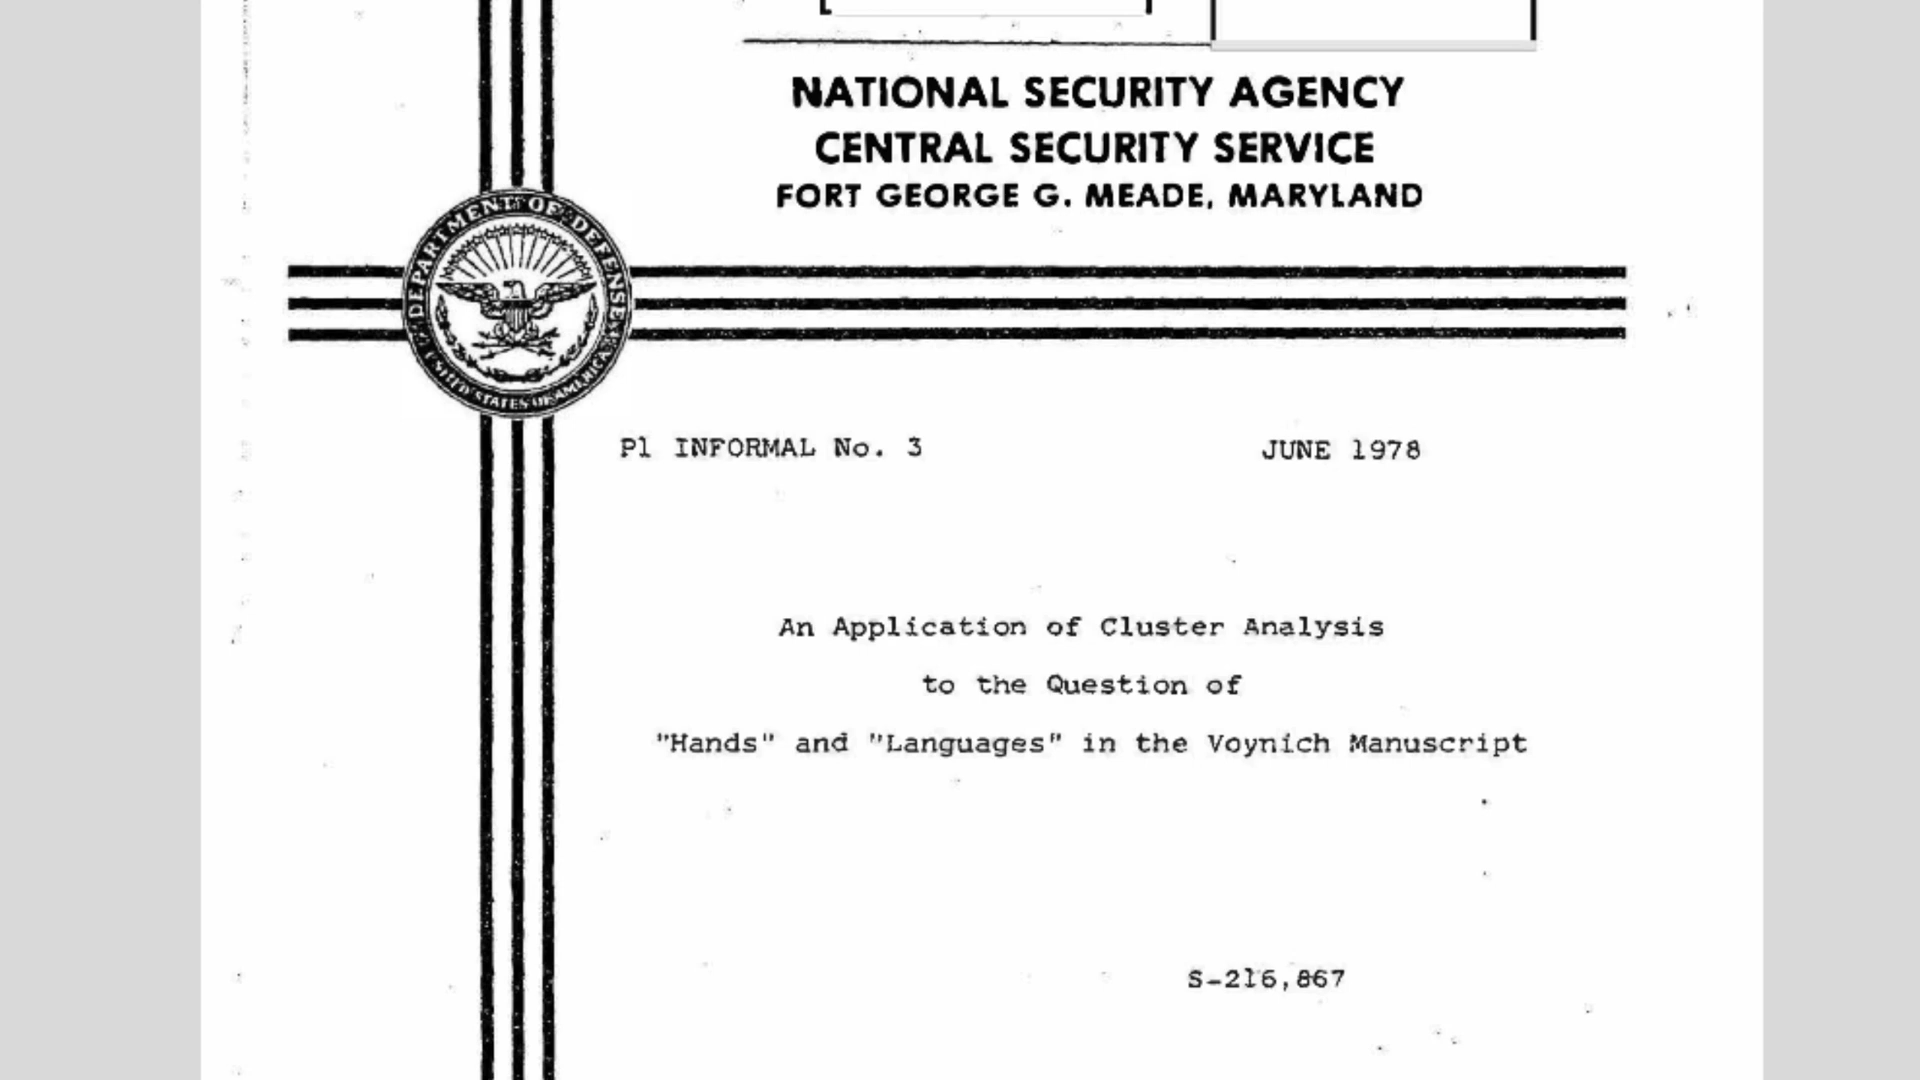 NATIONAL SECURITY AGENCY
CENTRAL SECURITY SERVICE
FORT GEORGE G. MEADE, MARYLAND
DEPARTMENT OF DEFENSE
UNITED STATES OF AMERICA
P1 INFORMAL No. 3 JUNE 1978
An Application of Cluster Analysis
to the Question of
"Hands" and "Languages" in the Voynich Manuscript
S-216,867